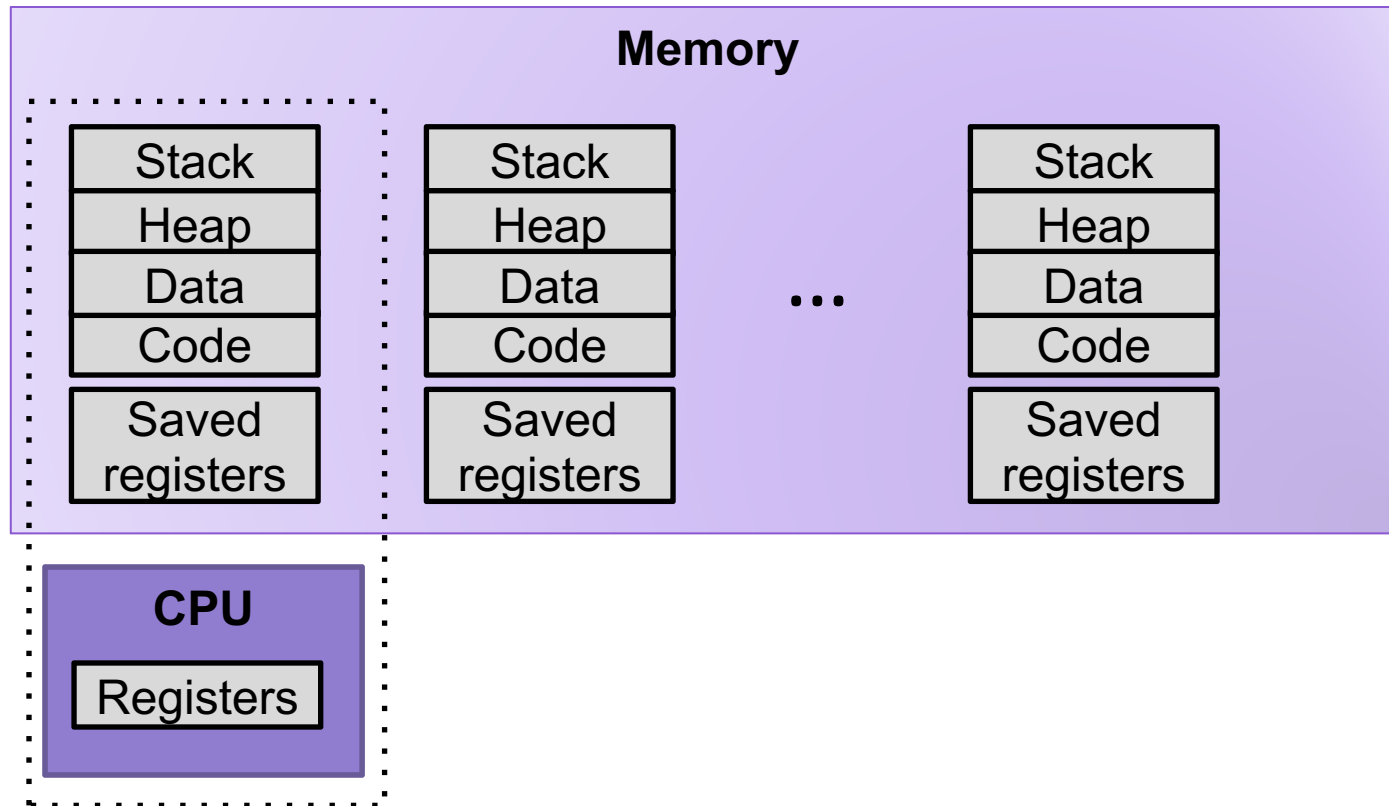 Memory
Stack
Heap
Data
Code
Saved
registers
Stack
Heap
Data
Code
Saved
registers
...
Stack
Heap
Data
Code
Saved
registers
CPU
Registers